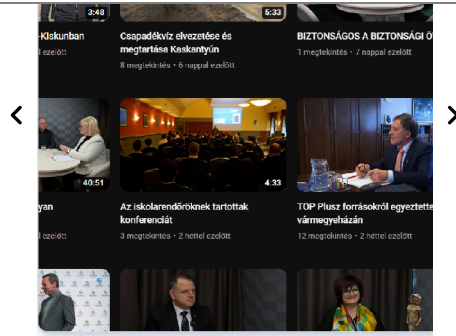 3:48
5:33
-Kiskunban
Csapadékvíz elvezetése és
megtartása Kaskantyún
BIZTONSÁGOS A BIZTONSÁGI Ö
l ezelőtt
8 megtekintés • 6 nappal ezelőtt
1 megtekintés • 7 nappal ezelőtt
40:51
4:33
yan
Az iskolarendőröknek tartottak
konferenciát
TOP Plusz forrásokról egyeztette
vármegyeházán
l ezelőtt
3 megtekintés • 2 héttel ezelőtt
12 megtekintés • 2 héttel ezelőtt